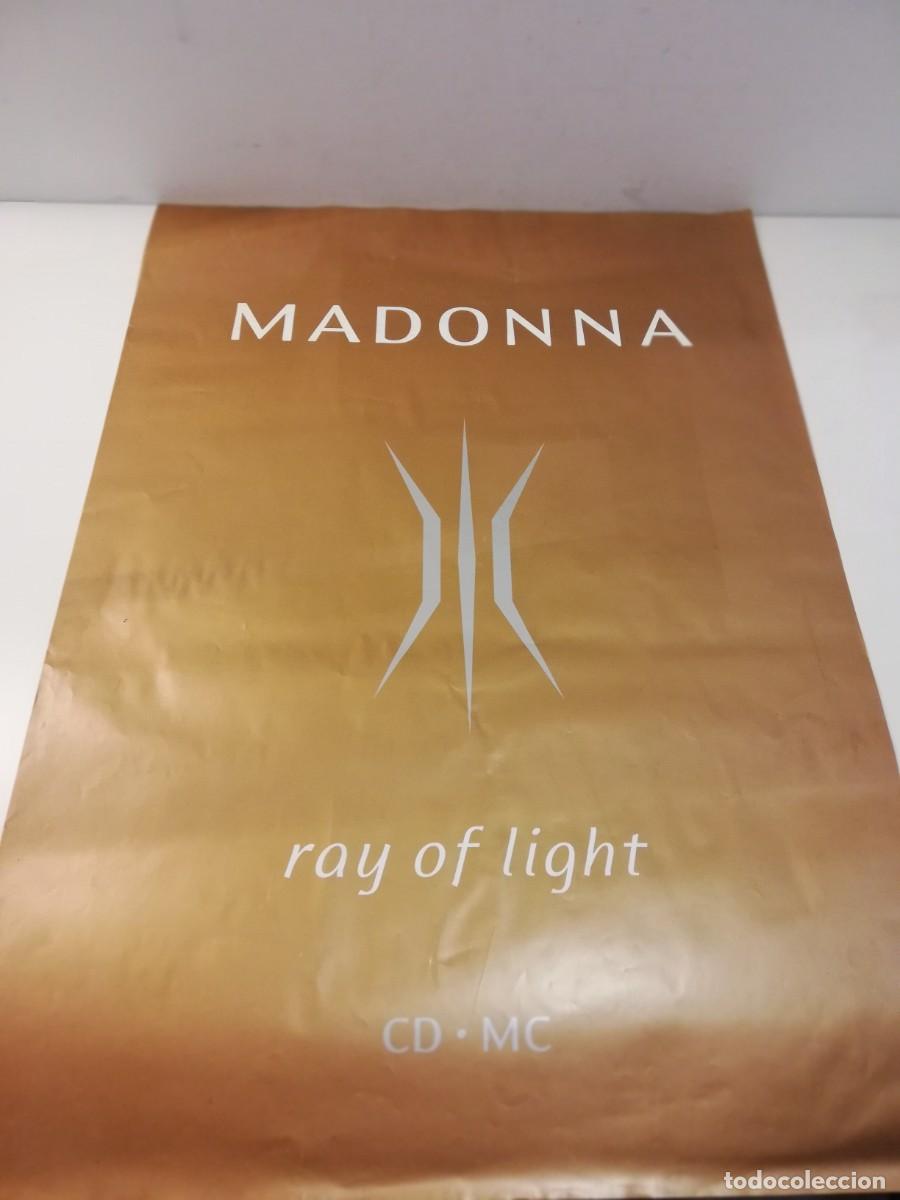 MADONNA
ray of light
CD · MC
todocoleccion